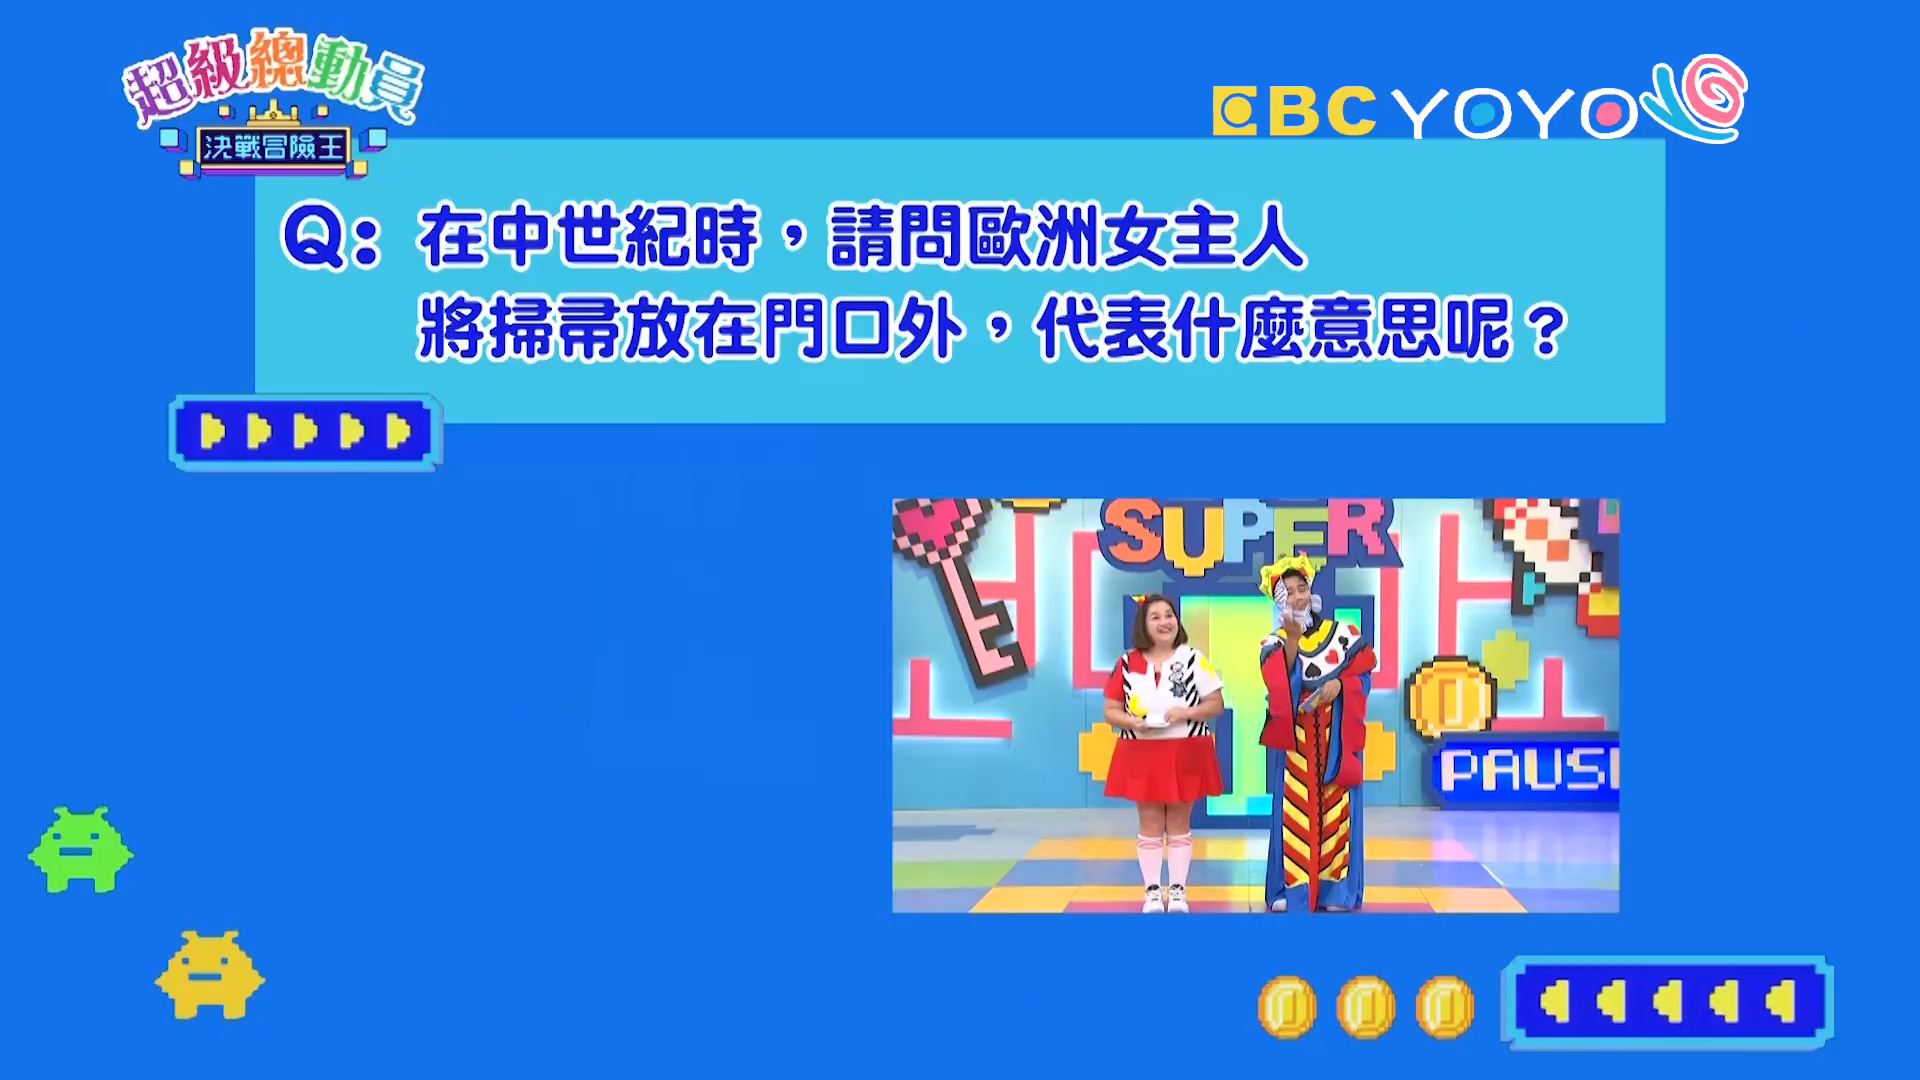 超級總動員
決戰冒險王
EBC YOYO
Q: 在中世紀時，請問歐洲女主人
將掃帚放在門口外，代表什麼意思呢？
SUPER
PAUS